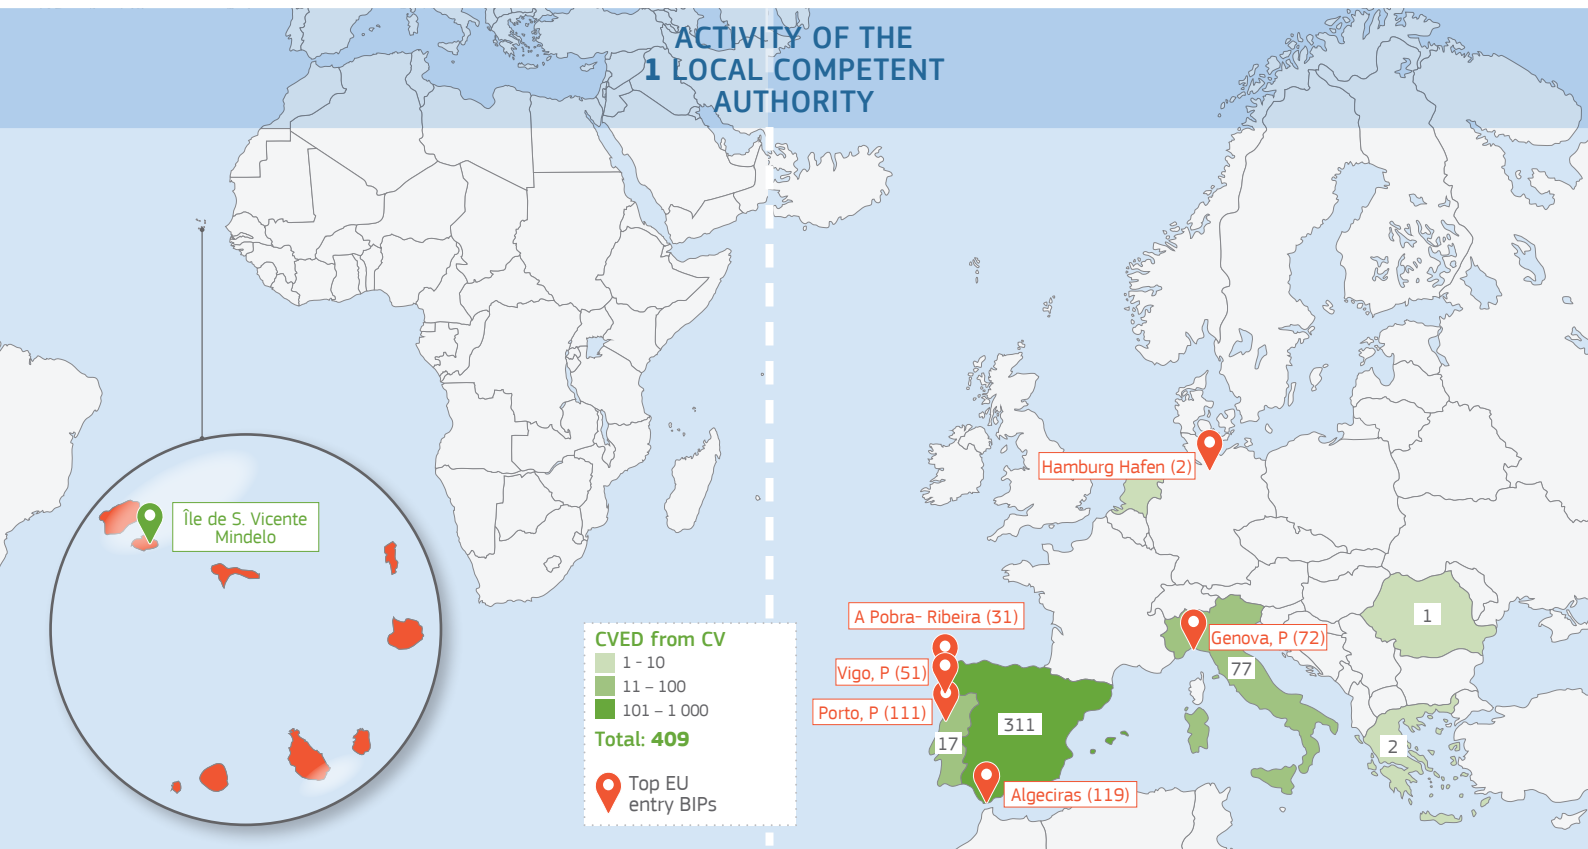 ACTIVITY OF THE
1 LOCAL COMPETENT
AUTHORITY
Île de S. Vicente
Mindelo
CVED from CV
1 - 10
11 – 100
101 – 1 000
Total: 409
Top EU
entry BIPs
Hamburg Hafen (2)
A Pobra- Ribeira (31)
Vigo, P (51)
Porto, P (111)
Genova, P (72)
Algeciras (119)
1
77
311
17
2